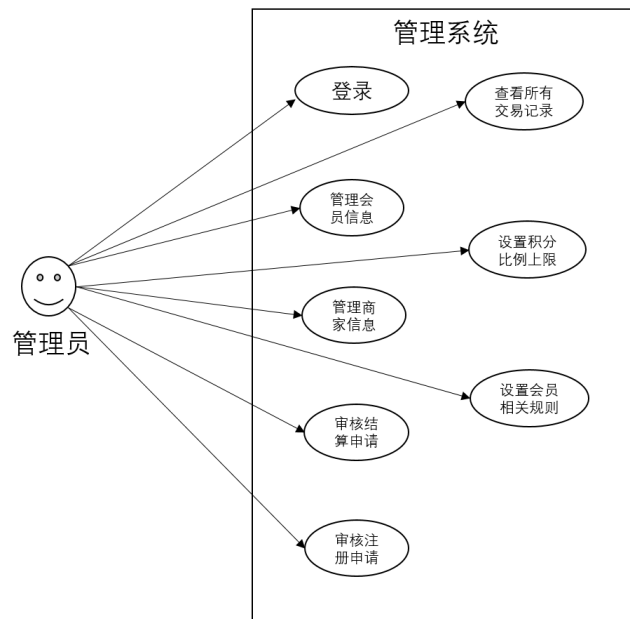 管理系统
登录
查看所有
交易记录
管理会
员信息
设置积分
比例上限
管理商
家信息
管理员
设置会员
相关规则
审核结
算申请
审核注
册申请